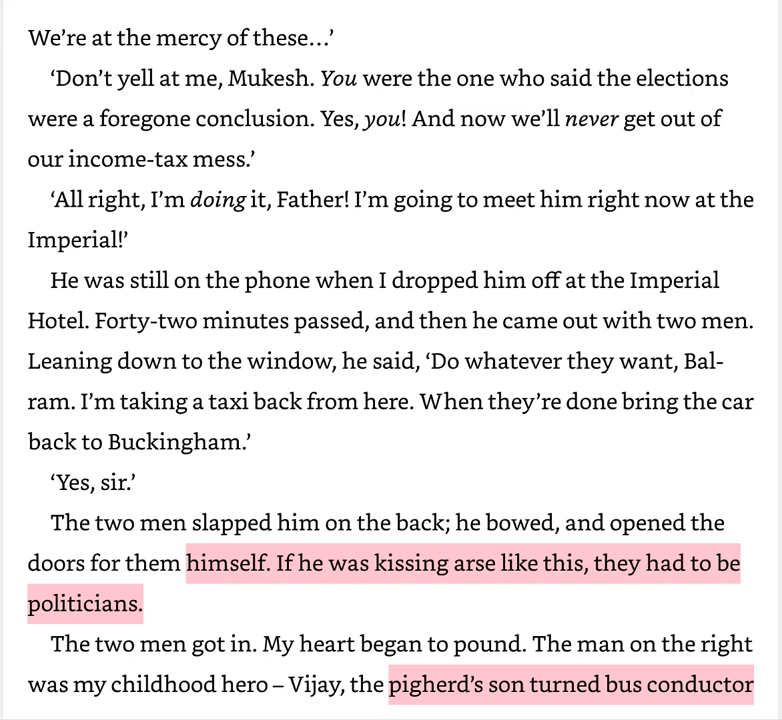 We’re at the mercy of these…’
‘Don’t yell at me, Mukesh. You were the one who said the elections
were a foregone conclusion. Yes, you! And now we’ll never get out of
our income-tax mess.’
‘All right, I’m doing it, Father! I’m going to meet him right now at the
Imperial!’
He was still on the phone when I dropped him off at the Imperial
Hotel. Forty-two minutes passed, and then he came out with two men.
Leaning down to the window, he said, ‘Do whatever they want, Bal-
ram. I’m taking a taxi back from here. When they’re done bring the car
back to Buckingham.’
‘Yes, sir.’
The two men slapped him on the back; he bowed, and opened the
doors for them himself. If he was kissing arse like this, they had to be
politicians.
The two men got in. My heart began to pound. The man on the right
was my childhood hero – Vijay, the pigherd’s son turned bus conductor